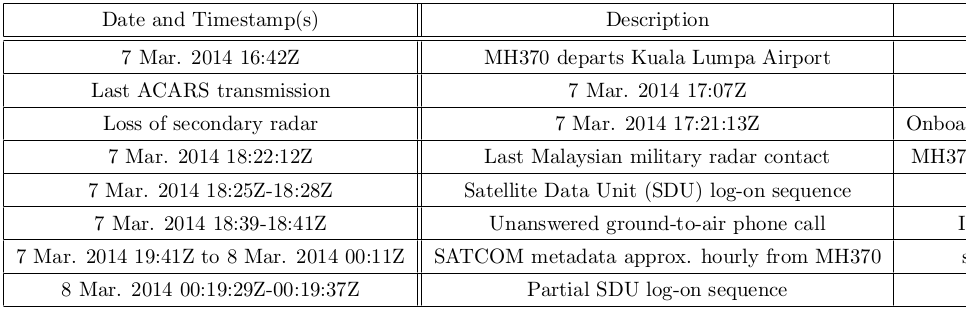 Date and Timestamp(s) Description
7 Mar. 2014 16:42Z MH370 departs Kuala Lumpa Airport
Last ACARS transmission 7 Mar. 2014 17:07Z
Loss of secondary radar 7 Mar. 2014 17:21:13Z Onboa
7 Mar. 2014 18:22:12Z Last Malaysian military radar contact MH37
7 Mar. 2014 18:25Z-18:28Z Satellite Data Unit (SDU) log-on sequence
7 Mar. 2014 18:39-18:41Z Unanswered ground-to-air phone call I
7 Mar. 2014 19:41Z to 8 Mar. 2014 00:11Z SATCOM metadata approx. hourly from MH370 s
8 Mar. 2014 00:19:29Z-00:19:37Z Partial SDU log-on sequence